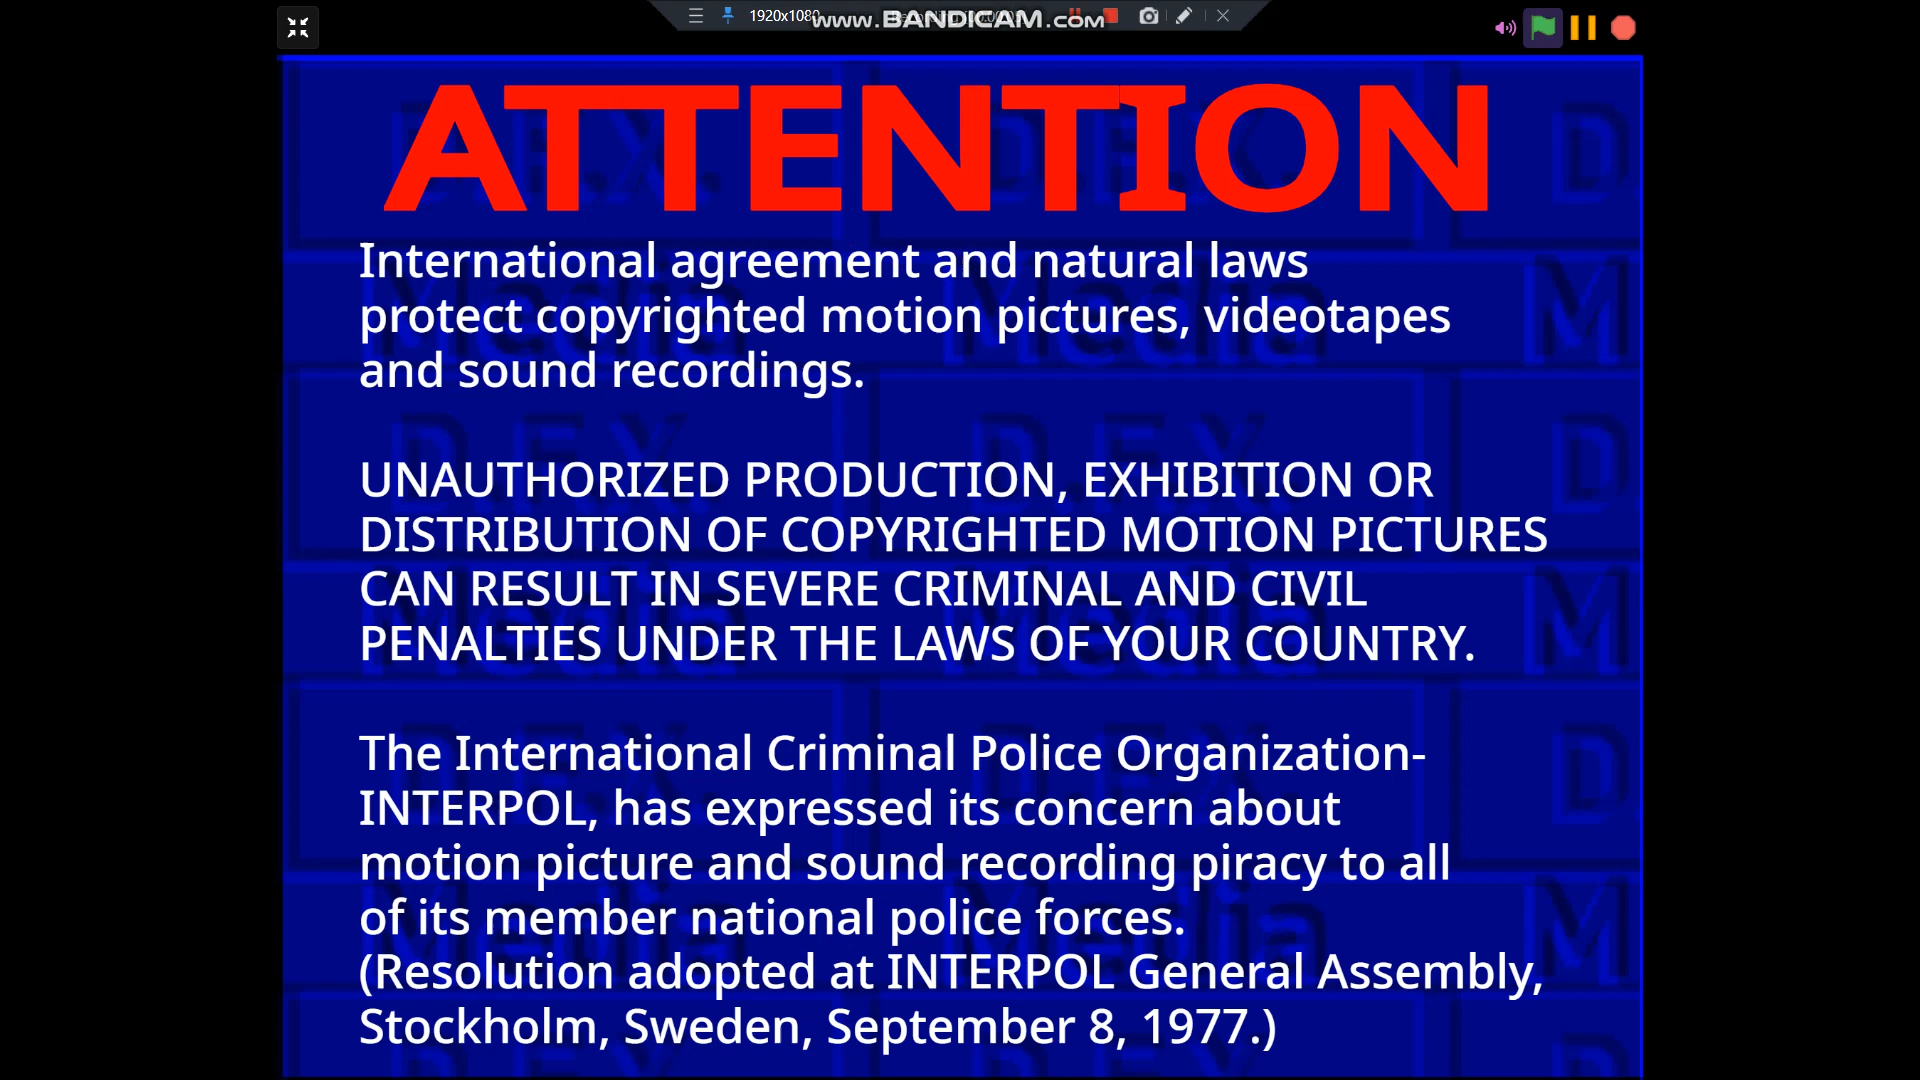 1920x1080
www.BANDICAM.com
ATTENTION
International agreement and natural laws
protect copyrighted motion pictures, videotapes
and sound recordings.
UNAUTHORIZED PRODUCTION, EXHIBITION OR
DISTRIBUTION OF COPYRIGHTED MOTION PICTURES
CAN RESULT IN SEVERE CRIMINAL AND CIVIL
PENALTIES UNDER THE LAWS OF YOUR COUNTRY.
The International Criminal Police Organization-
INTERPOL, has expressed its concern about
motion picture and sound recording piracy to all
of its member national police forces.
(Resolution adopted at INTERPOL General Assembly,
Stockholm, Sweden, September 8, 1977.)